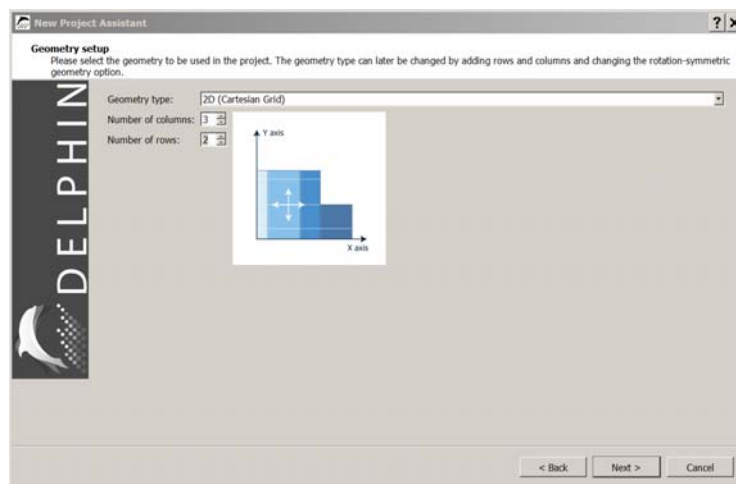 New Project Assistant
? X
Geometry setup
Please select the geometry to be used in the project. The geometry type can later be changed by adding rows and columns and changing the rotation-symmetric
geometry option.
DELPHIN
Geometry type: 2D (Cartesian Grid)
Number of columns: 3
Number of rows: 2
Y axis
X axis
< Back Next > Cancel